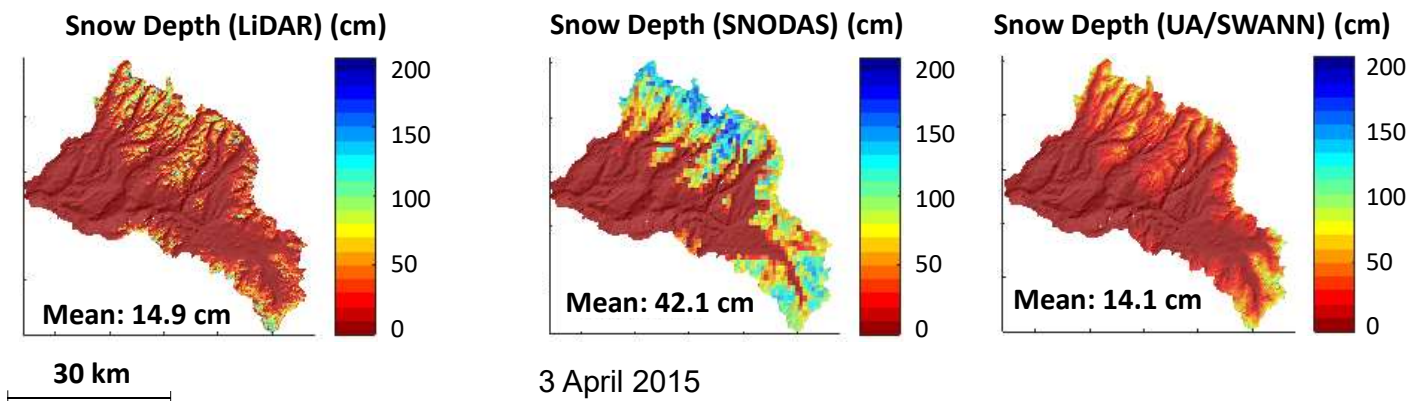 Snow Depth (LiDAR) (cm)
200
150
100
50
0
Mean: 14.9 cm
30 km
Snow Depth (SNODAS) (cm)
200
150
100
50
0
Mean: 42.1 cm
3 April 2015
Snow Depth (UA/SWANN) (cm)
200
150
100
50
0
Mean: 14.1 cm